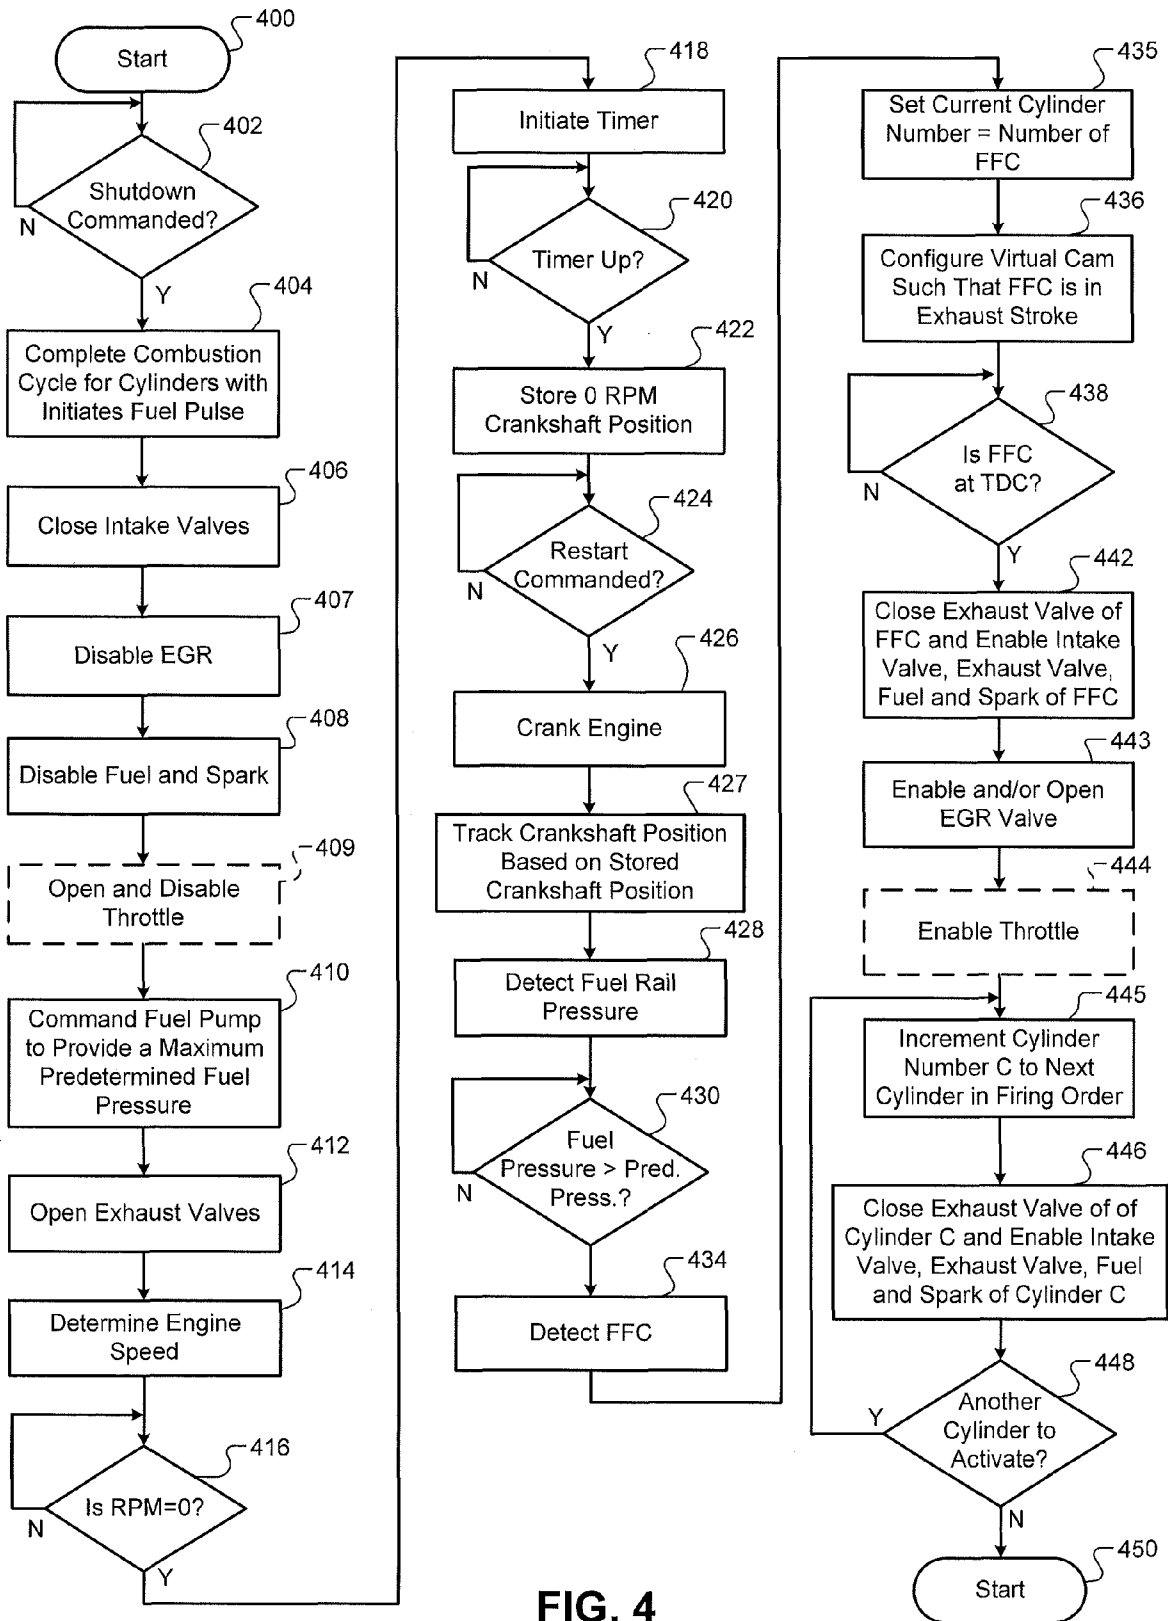 400
Start
402
Shutdown
Commanded?
N
Y
404
Complete Combustion
Cycle for Cylinders with
Initiates Fuel Pulse
406
Close Intake Valves
407
Disable EGR
408
Disable Fuel and Spark
409
Open and Disable
Throttle
410
Command Fuel Pump
to Provide a Maximum
Predetermined Fuel
Pressure
412
Open Exhaust Valves
414
Determine Engine
Speed
416
Is RPM=0?
N
Y
418
Initiate Timer
420
Timer Up?
N
Y
422
Store 0 RPM
Crankshaft Position
424
Restart
Commanded?
N
Y
426
Crank Engine
427
Track Crankshaft Position
Based on Stored
Crankshaft Position
428
Detect Fuel Rail
Pressure
430
Fuel
Pressure > Pred.
Press.?
N
434
Detect FFC
435
Set Current Cylinder
Number = Number of
FFC
436
Configure Virtual Cam
Such That FFC is in
Exhaust Stroke
438
Is FFC
at TDC?
N
Y
442
Close Exhaust Valve of
FFC and Enable Intake
Valve, Exhaust Valve,
Fuel and Spark of FFC
443
Enable and/or Open
EGR Valve
444
Enable Throttle
445
Increment Cylinder
Number C to Next
Cylinder in Firing Order
446
Close Exhaust Valve of of
Cylinder C and Enable Intake
Valve, Exhaust Valve, Fuel
and Spark of Cylinder C
448
Another
Cylinder to
Activate?
Y
N
450
Start
FIG. 4